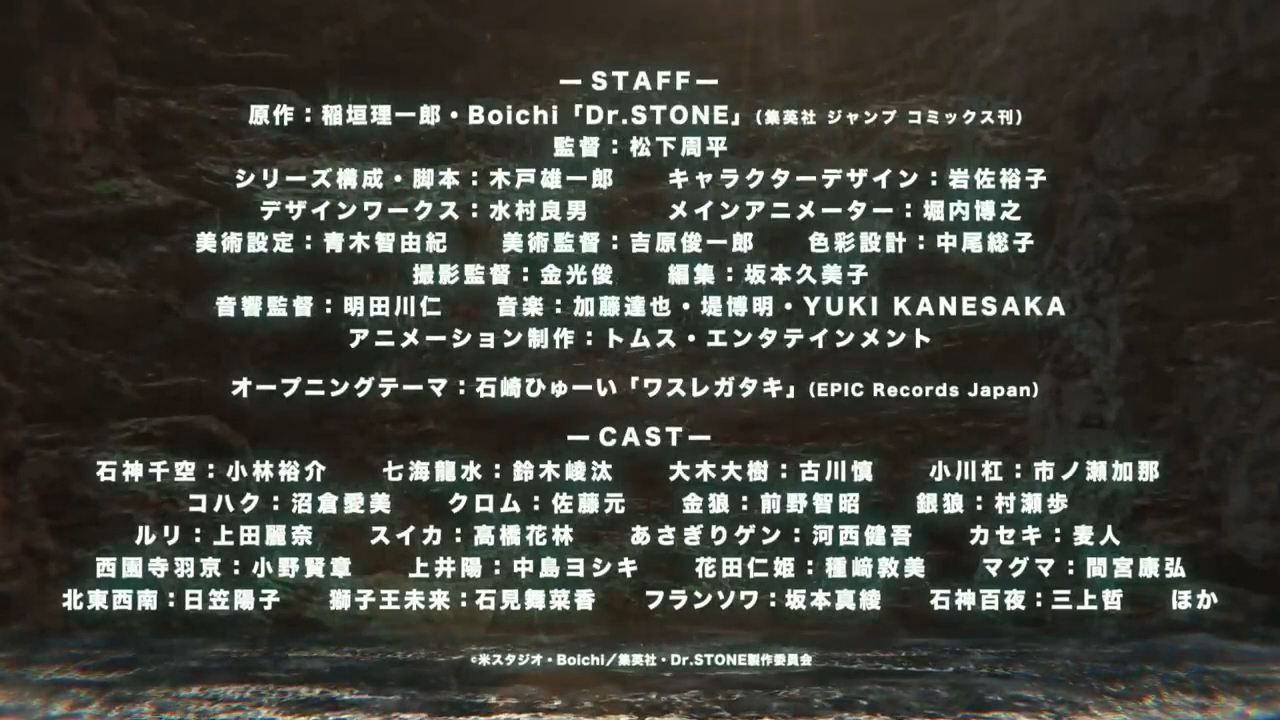 —STAFF—
原作：稲垣理一郎・Boichi「Dr.STONE」（集英社 ジャンプ コミックス刊）
監督：松下周平
シリーズ構成・脚本：木戸雄一郎　キャラクターデザイン：岩佐裕子
デザインワークス：水村良男　メインアニメーター：堀内博之
美術設定：青木智由紀　美術監督：吉原俊一郎　色彩設計：中尾総子
撮影監督：金光俊　編集：坂本久美子
音響監督：明田川仁　音楽：加藤達也・堤博明・YUKI KANESAKA
アニメーション制作：トムス・エンタテインメント
オープニングテーマ：石崎ひゅーい「ワスレガタキ」（EPIC Records Japan）
—CAST—
石神千空：小林裕介　七海龍水：鈴木崚汰　大木大樹：古川慎　小川杠：市ノ瀬加那
コハク：沼倉愛美　クロム：佐藤元　金狼：前野智昭　銀狼：村瀬歩
ルリ：上田麗奈　スイカ：高橋花林　あさぎりゲン：河西健吾　カセキ：麦人
西園寺羽京：小野賢章　上井陽：中島ヨシキ　花田仁姫：種﨑敦美　マグマ：間宮康弘
北東西南：日笠陽子　獅子王未来：石見舞菜香　フランソワ：坂本真綾　石神百夜：三上哲　ほか
©米スタジオ・Boichi／集英社・Dr.STONE製作委員会